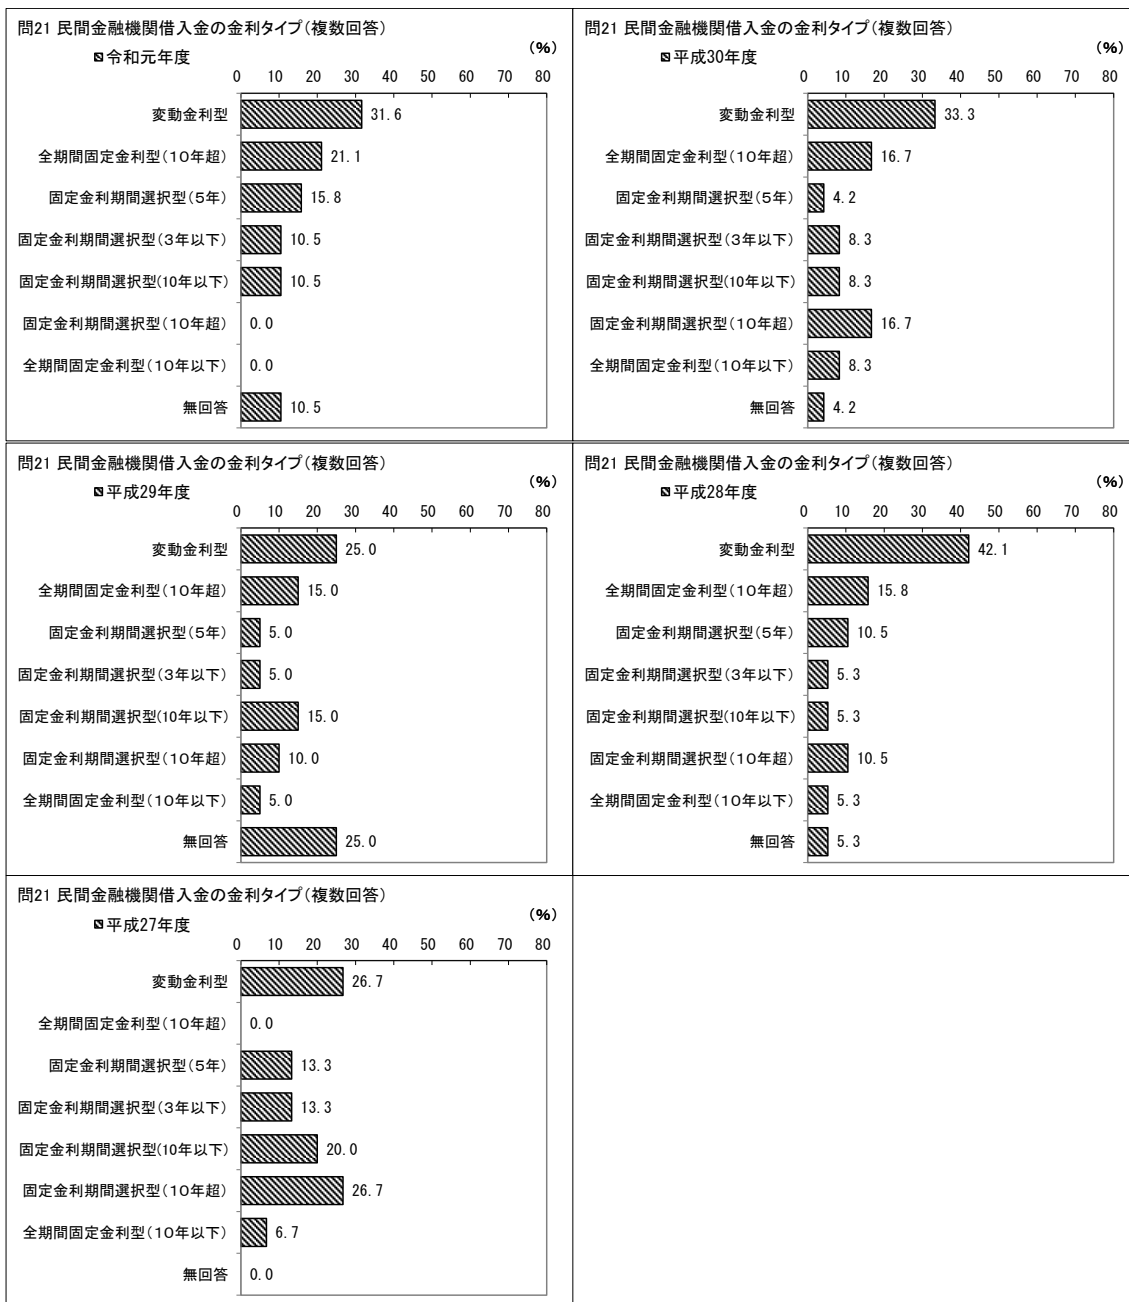 問21 民間金融機関借入金の金利タイプ(複数回答)
(%)
令和元年度
0 10 20 30 40 50 60 70 80
変動金利型 31.6
全期間固定金利型(10年超) 21.1
固定金利期間選択型(5年) 15.8
固定金利期間選択型(3年以下) 10.5
固定金利期間選択型(10年以下) 10.5
固定金利期間選択型(10年超) 0.0
全期間固定金利型(10年以下) 0.0
無回答 10.5
問21 民間金融機関借入金の金利タイプ(複数回答)
(%)
平成30年度
0 10 20 30 40 50 60 70 80
変動金利型 33.3
全期間固定金利型(10年超) 16.7
固定金利期間選択型(5年) 4.2
固定金利期間選択型(3年以下) 8.3
固定金利期間選択型(10年以下) 8.3
固定金利期間選択型(10年超) 16.7
全期間固定金利型(10年以下) 8.3
無回答 4.2
問21 民間金融機関借入金の金利タイプ(複数回答)
(%)
平成29年度
0 10 20 30 40 50 60 70 80
変動金利型 25.0
全期間固定金利型(10年超) 15.0
固定金利期間選択型(5年) 5.0
固定金利期間選択型(3年以下) 5.0
固定金利期間選択型(10年以下) 15.0
固定金利期間選択型(10年超) 10.0
全期間固定金利型(10年以下) 5.0
無回答 25.0
問21 民間金融機関借入金の金利タイプ(複数回答)
(%)
平成28年度
0 10 20 30 40 50 60 70 80
変動金利型 42.1
全期間固定金利型(10年超) 15.8
固定金利期間選択型(5年) 10.5
固定金利期間選択型(3年以下) 5.3
固定金利期間選択型(10年以下) 5.3
固定金利期間選択型(10年超) 10.5
全期間固定金利型(10年以下) 5.3
無回答 5.3
問21 民間金融機関借入金の金利タイプ(複数回答)
(%)
平成27年度
0 10 20 30 40 50 60 70 80
変動金利型 26.7
全期間固定金利型(10年超) 0.0
固定金利期間選択型(5年) 13.3
固定金利期間選択型(3年以下) 13.3
固定金利期間選択型(10年以下) 20.0
固定金利期間選択型(10年超) 26.7
全期間固定金利型(10年以下) 6.7
無回答 0.0